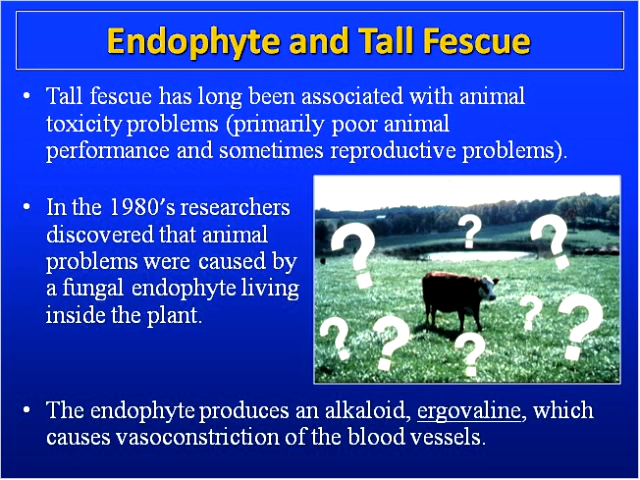 Endophyte and Tall Fescue
• Tall fescue has long been associated with animal
toxicity problems (primarily poor animal
performance and sometimes reproductive problems).
• In the 1980's researchers
discovered that animal
problems were caused by
a fungal endophyte living
inside the plant.
? ? ?
? ? ? ? ?
• The endophyte produces an alkaloid, ergovaline, which
causes vasoconstriction of the blood vessels.